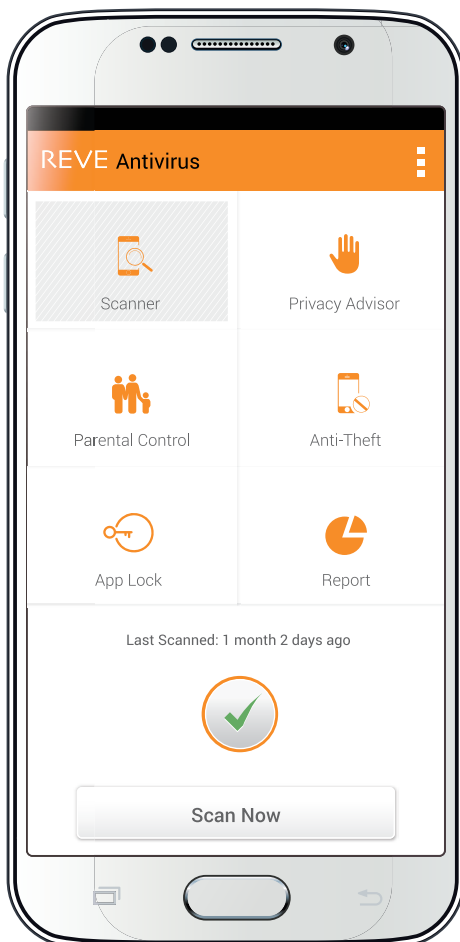 REVE Antivirus
Scanner
Privacy Advisor
Parental Control
Anti-Theft
App Lock
Report
Last Scanned: 1 month 2 days ago
Scan Now